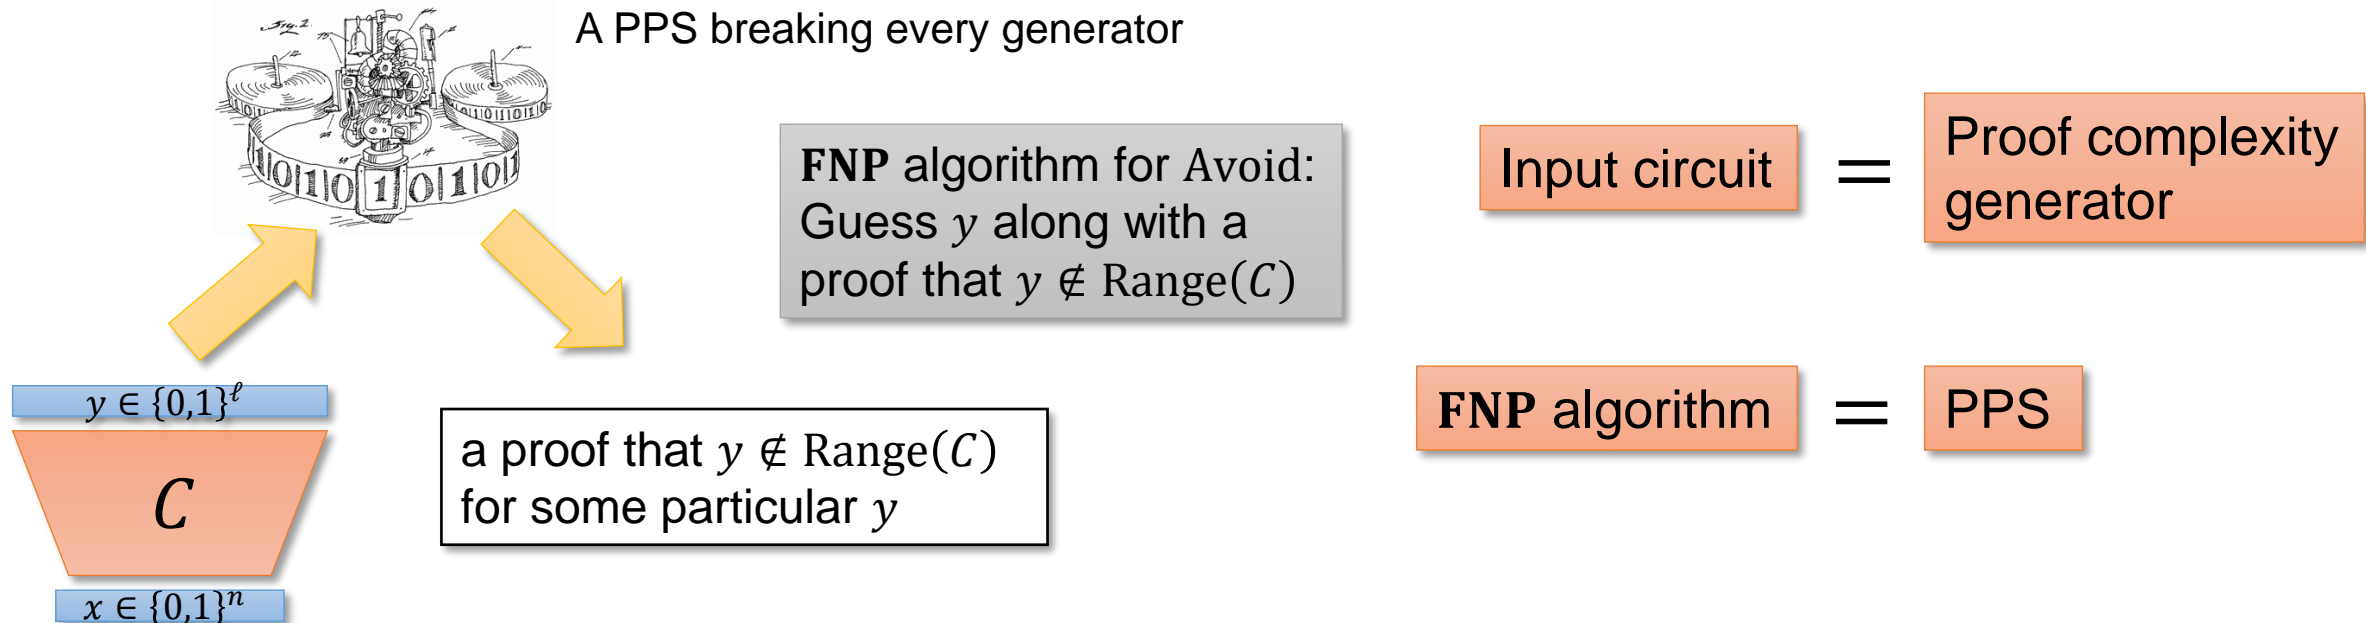 A PPS breaking every generator
FNP algorithm for Avoid:
Guess y along with a
proof that y ∉ Range(C)
Input circuit = Proof complexity
generator
y ∈ {0,1}^ℓ
C
x ∈ {0,1}^n
a proof that y ∉ Range(C)
for some particular y
FNP algorithm = PPS